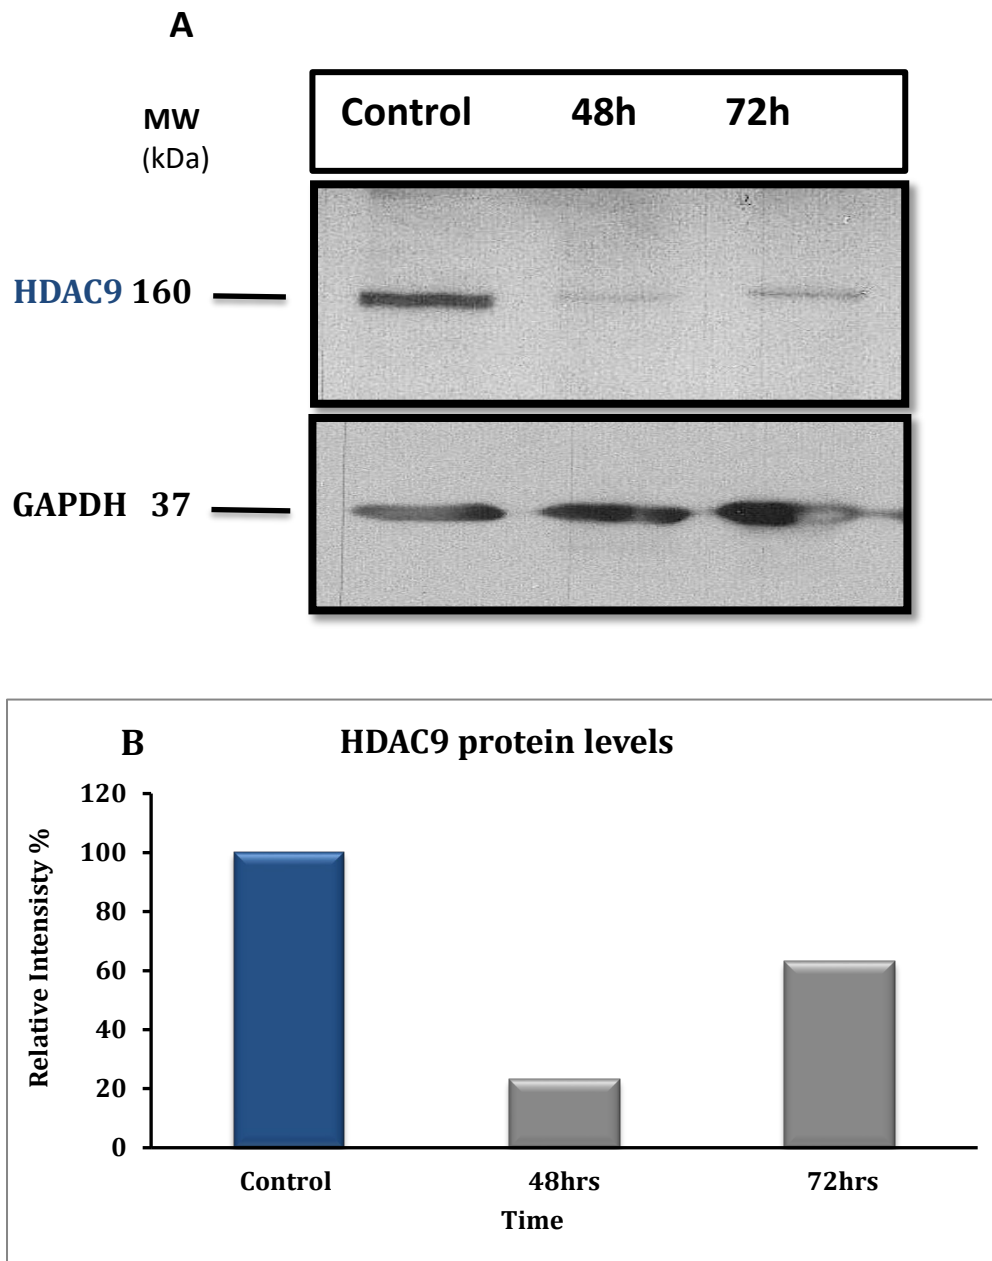 A
MW
(kDa)
Control 48h 72h
HDAC9 160
GAPDH 37
B
HDAC9 protein levels
Relative Intensisty %
120
100
80
60
40
20
0
Control 48hrs 72hrs
Time